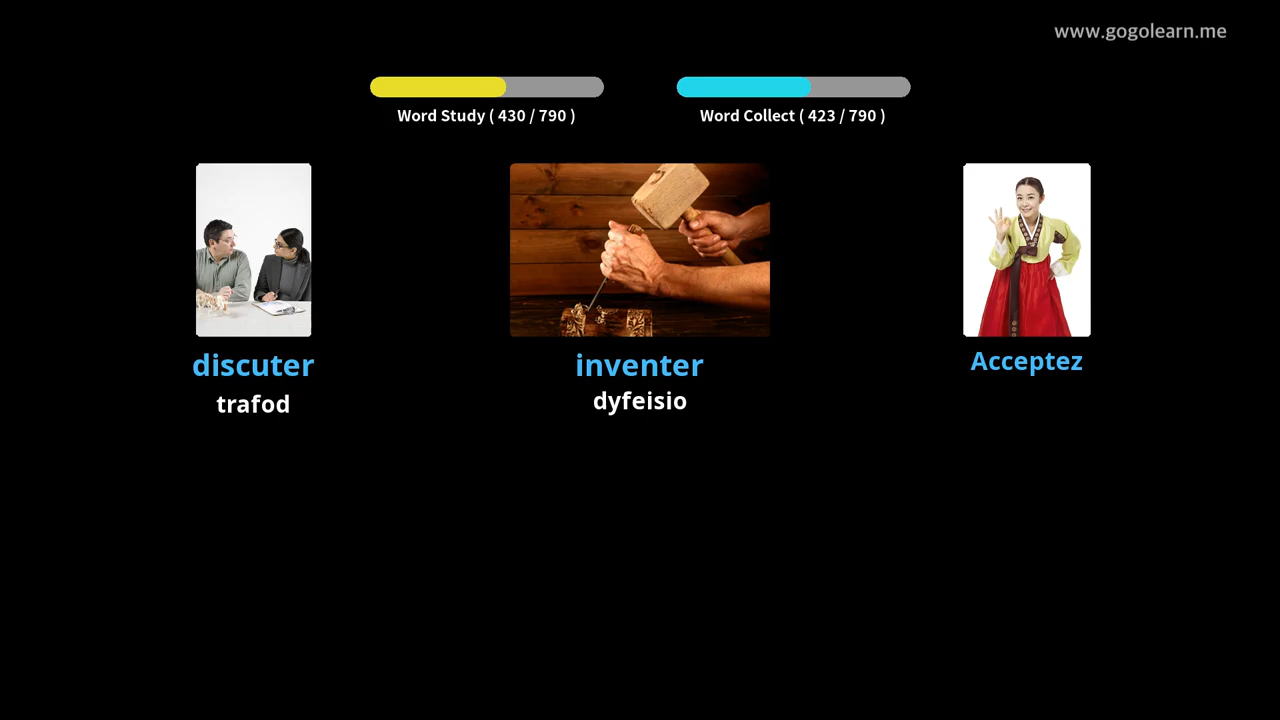 www.gogolearn.me
Word Study ( 430 / 790 )
Word Collect ( 423 / 790 )
discuter
trafod
inventer
dyfeisio
Acceptez